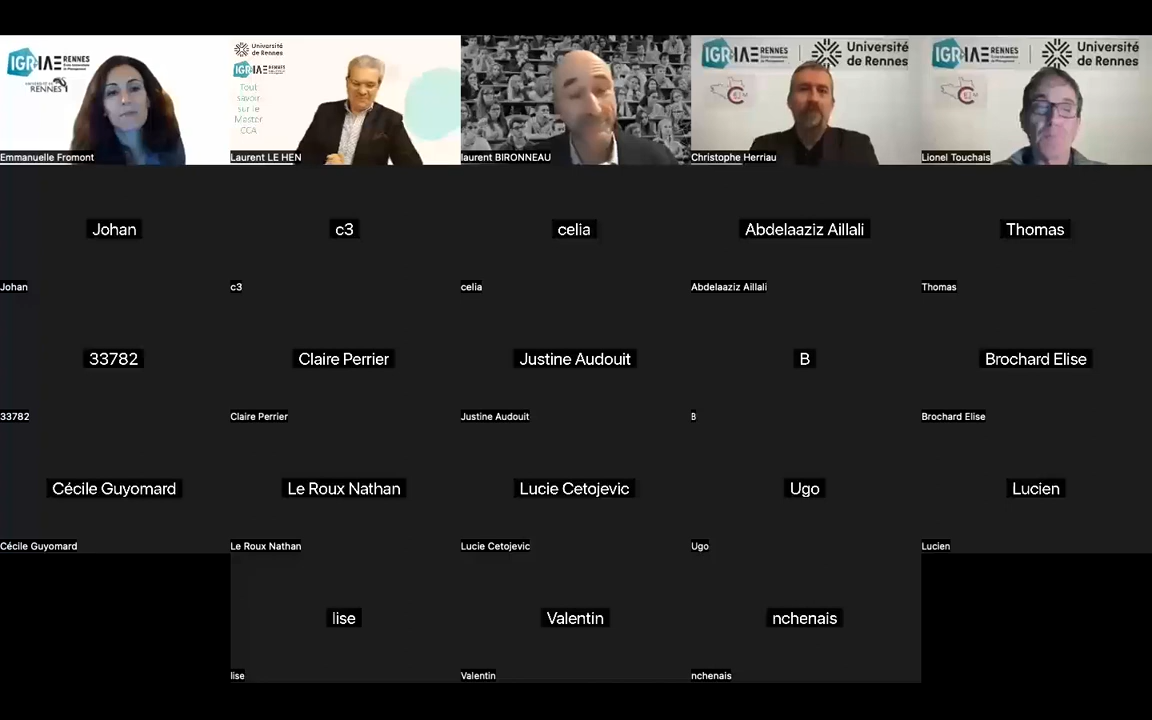 IGR-IAE RENNES
UNIVERSITÉ DE RENNES
Emmanuelle Fromont
Université de Rennes
IGR-IAE RENNES
Tout
savoir
sur le
Master
CCA
Laurent LE HEN
laurent BIRONNEAU
IGR-IAE RENNES
Université de Rennes
Christophe Herriau
IGR-IAE RENNES
Université de Rennes
Lionel Touchais
Johan
c3
celia
Abdelaaziz Aillali
Thomas
Johan
c3
celia
Abdelaaziz Aillali
Thomas
33782
Claire Perrier
Justine Audouit
B
Brochard Elise
33782
Claire Perrier
Justine Audouit
B
Brochard Elise
Cécile Guyomard
Le Roux Nathan
Lucie Cetojevic
Ugo
Lucien
Cécile Guyomard
Le Roux Nathan
Lucie Cetojevic
Ugo
Lucien
lise
Valentin
nchenais
lise
Valentin
nchenais